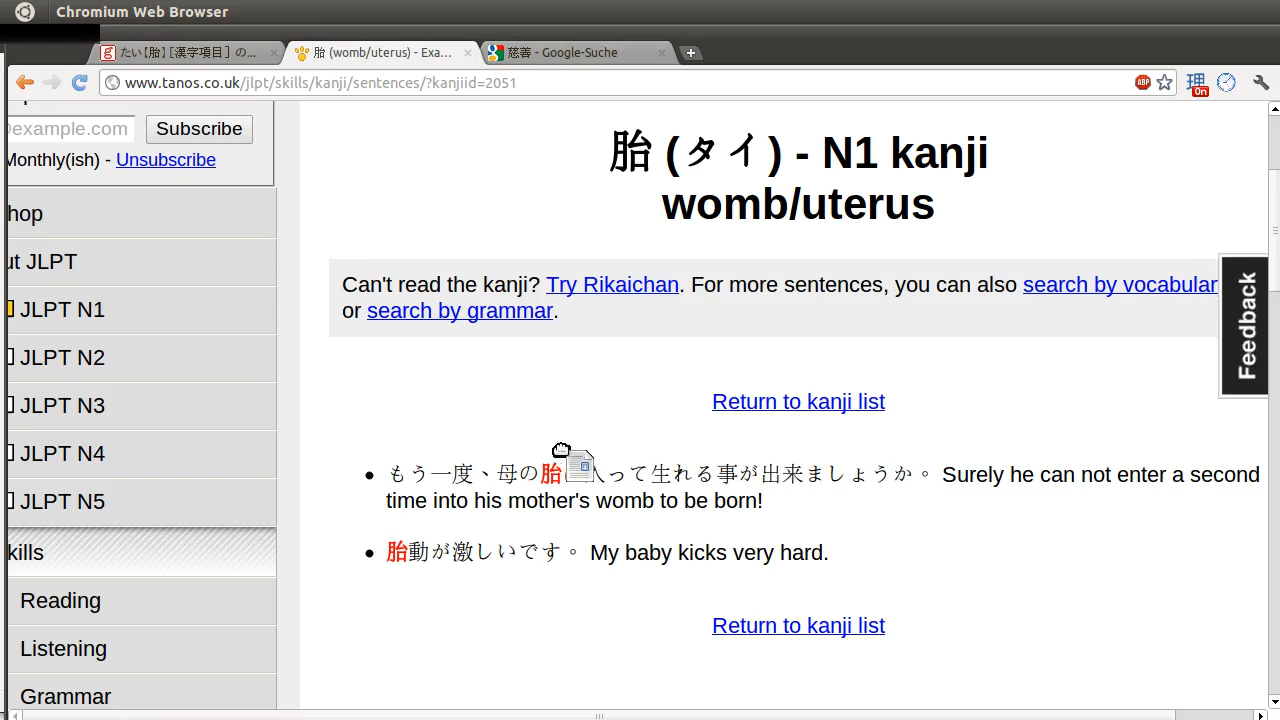 Chromium Web Browser
たい【胎】［漢字項目］の...
胎 (womb/uterus) - Exa...
慈善 - Google-Suche
www.tanos.co.uk/jlpt/skills/kanji/sentences/?kanjiid=2051
ABP
理
On
@example.com
Subscribe
Monthly(ish) - Unsubscribe
hop
ut JLPT
JLPT N1
JLPT N2
JLPT N3
JLPT N4
JLPT N5
kills
Reading
Listening
Grammar
胎 (タイ) - N1 kanji
womb/uterus
Can't read the kanji? Try Rikaichan. For more sentences, you can also search by vocabular
or search by grammar.
Feedback
Return to kanji list
もう一度、母の胎 入って生れる事が出来ましょうか。 Surely he can not enter a second
time into his mother's womb to be born!
胎動が激しいです。 My baby kicks very hard.
Return to kanji list